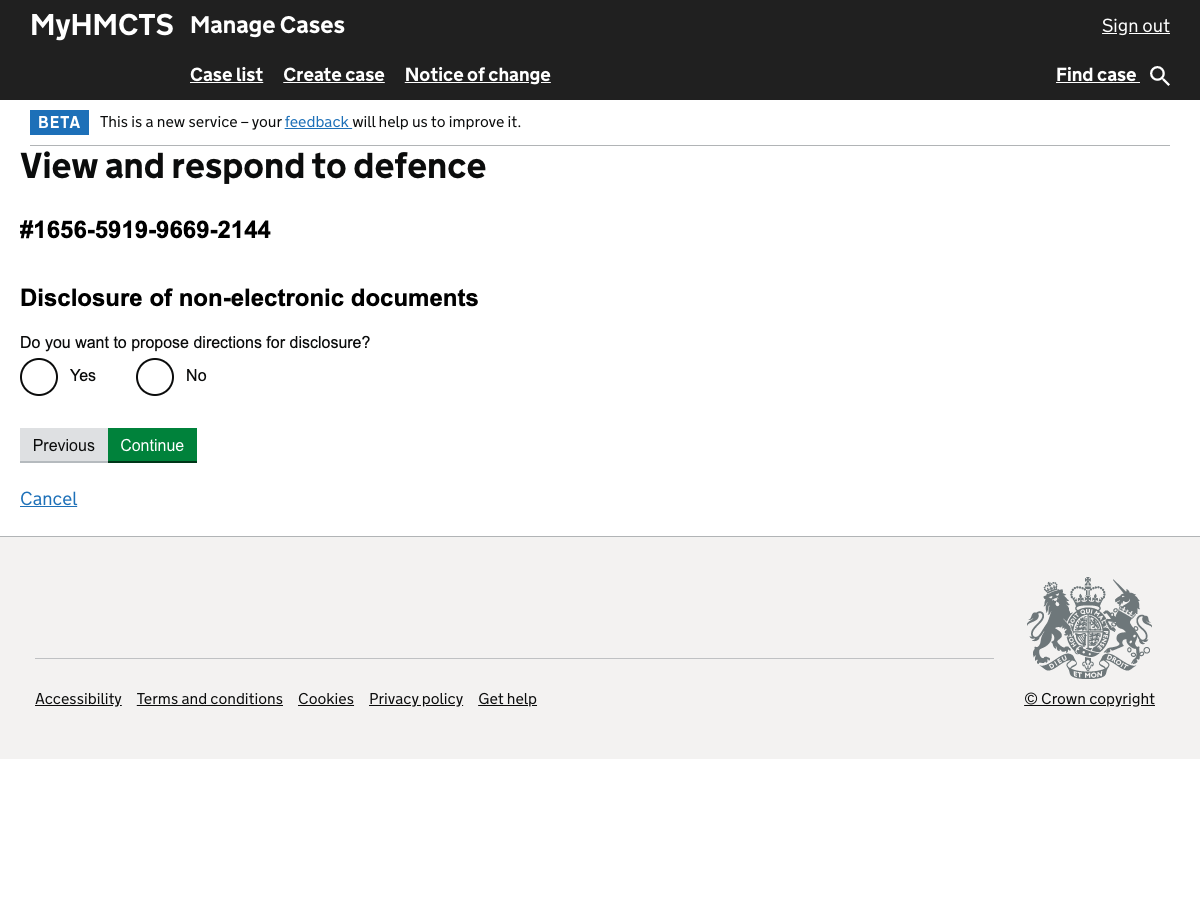 MyHMCTS Manage Cases Sign out
Case list Create case Notice of change Find case
BETA This is a new service – your feedback will help us to improve it.
View and respond to defence
#1656-5919-9669-2144
Disclosure of non-electronic documents
Do you want to propose directions for disclosure?
Yes No
Previous Continue
Cancel
DIEU ET MON DROIT
Accessibility Terms and conditions Cookies Privacy policy Get help © Crown copyright